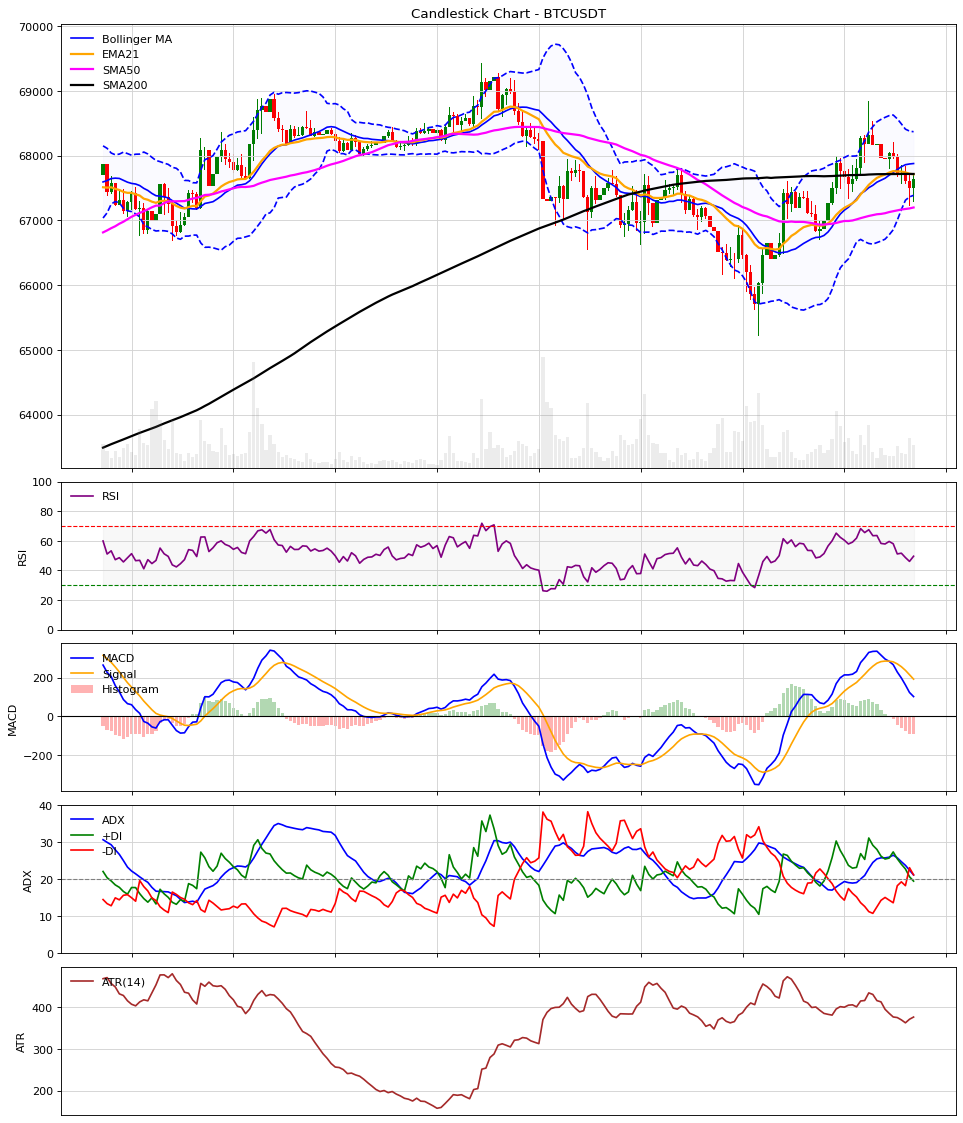 Candlestick Chart - BTCUSDT
70000
69000
68000
67000
66000
65000
64000
Bollinger MA
EMA21
SMA50
SMA200
100
80
60
40
20
0
RSI
RSI
200
0
−200
MACD
MACD
Signal
Histogram
40
30
20
10
0
ADX
ADX
+DI
-DI
400
300
200
ATR
ATR(14)